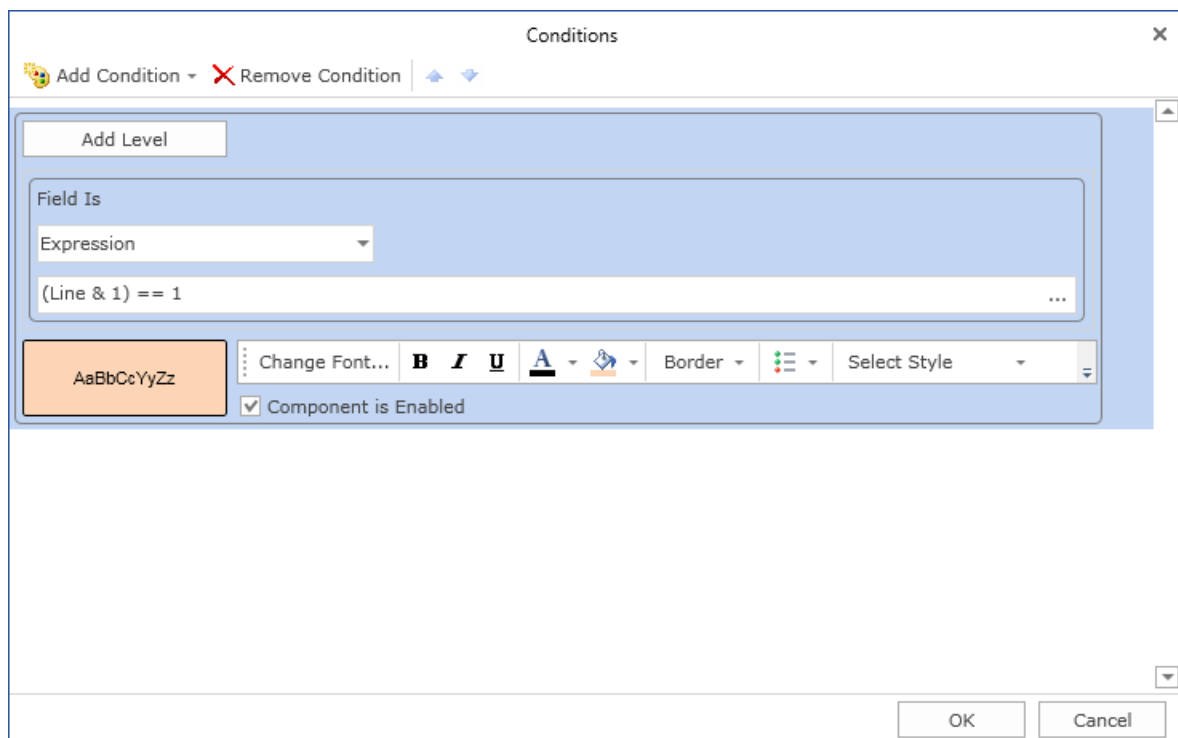 Conditions
Add Condition Remove Condition
Add Level
Field Is
Expression
(Line & 1) == 1
...
AaBbCcYyZz
Change Font... B I U A Border Select Style
Component is Enabled
OK Cancel